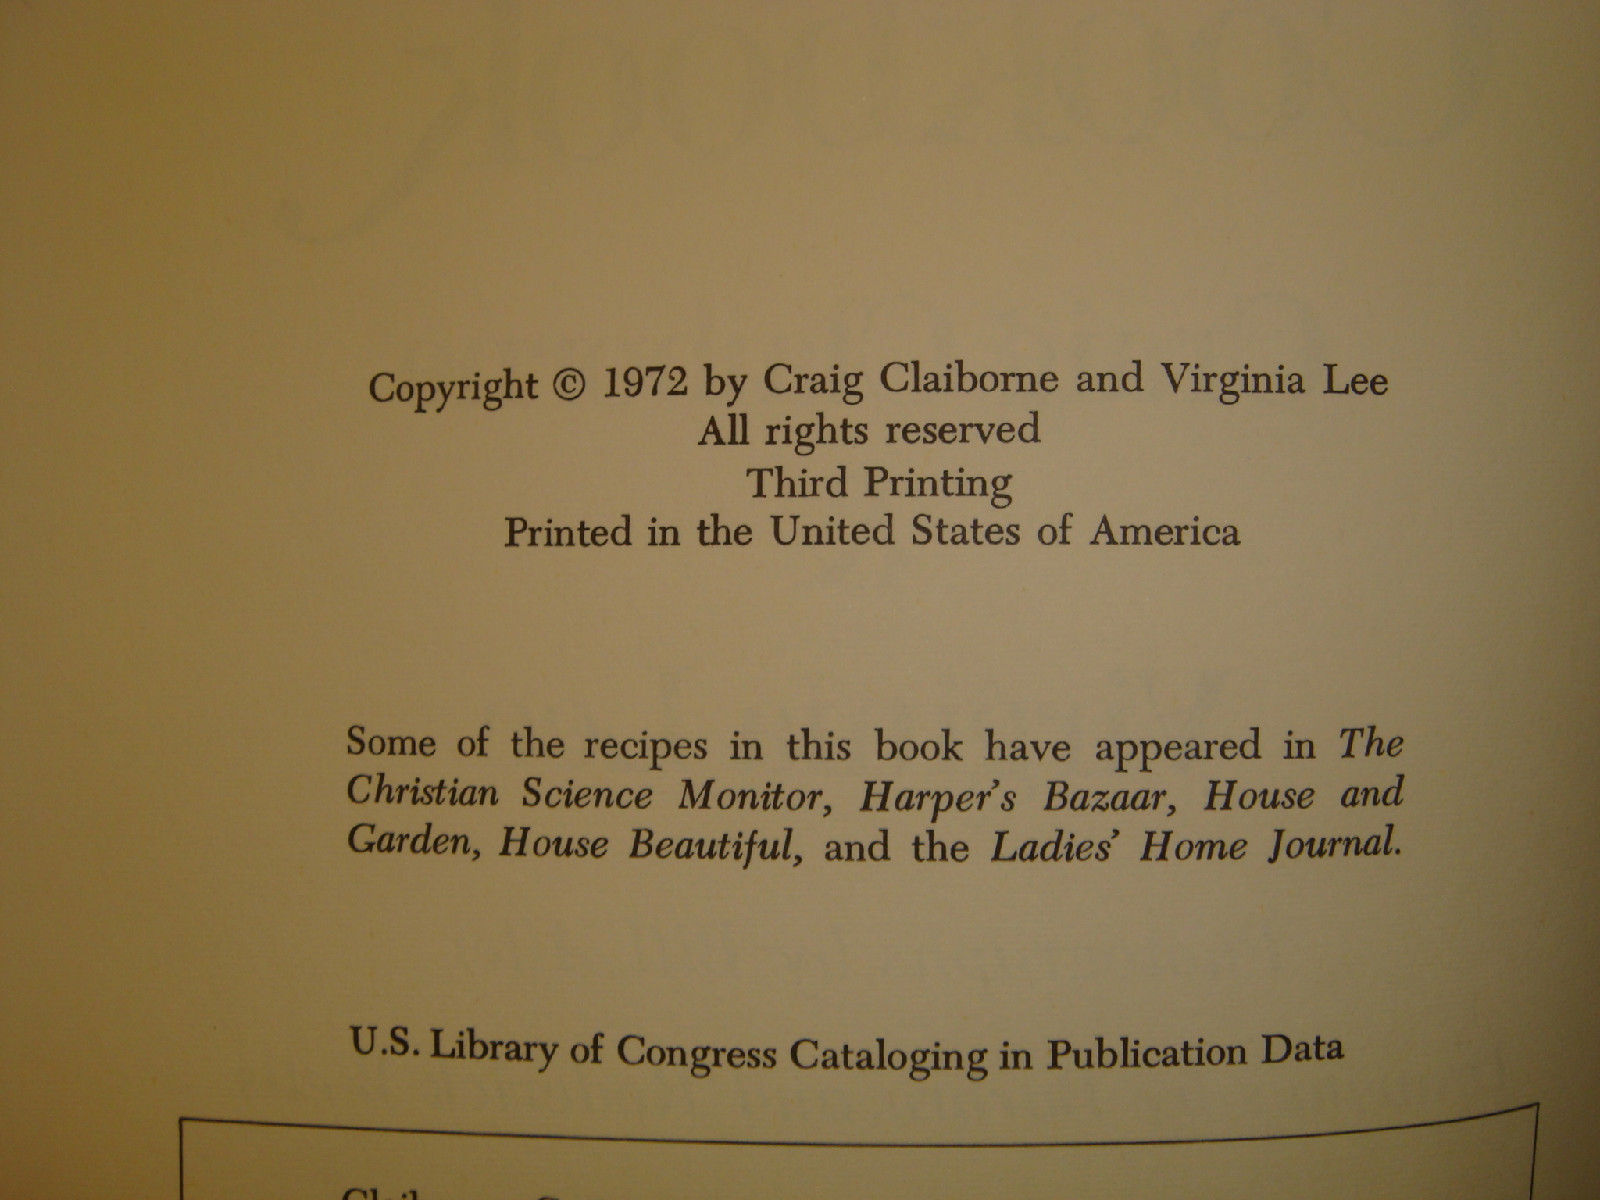 Copyright © 1972 by Craig Claiborne and Virginia Lee
All rights reserved
Third Printing
Printed in the United States of America
Some of the recipes in this book have appeared in The
Christian Science Monitor, Harper's Bazaar, House and
Garden, House Beautiful, and the Ladies' Home Journal.
U.S. Library of Congress Cataloging in Publication Data